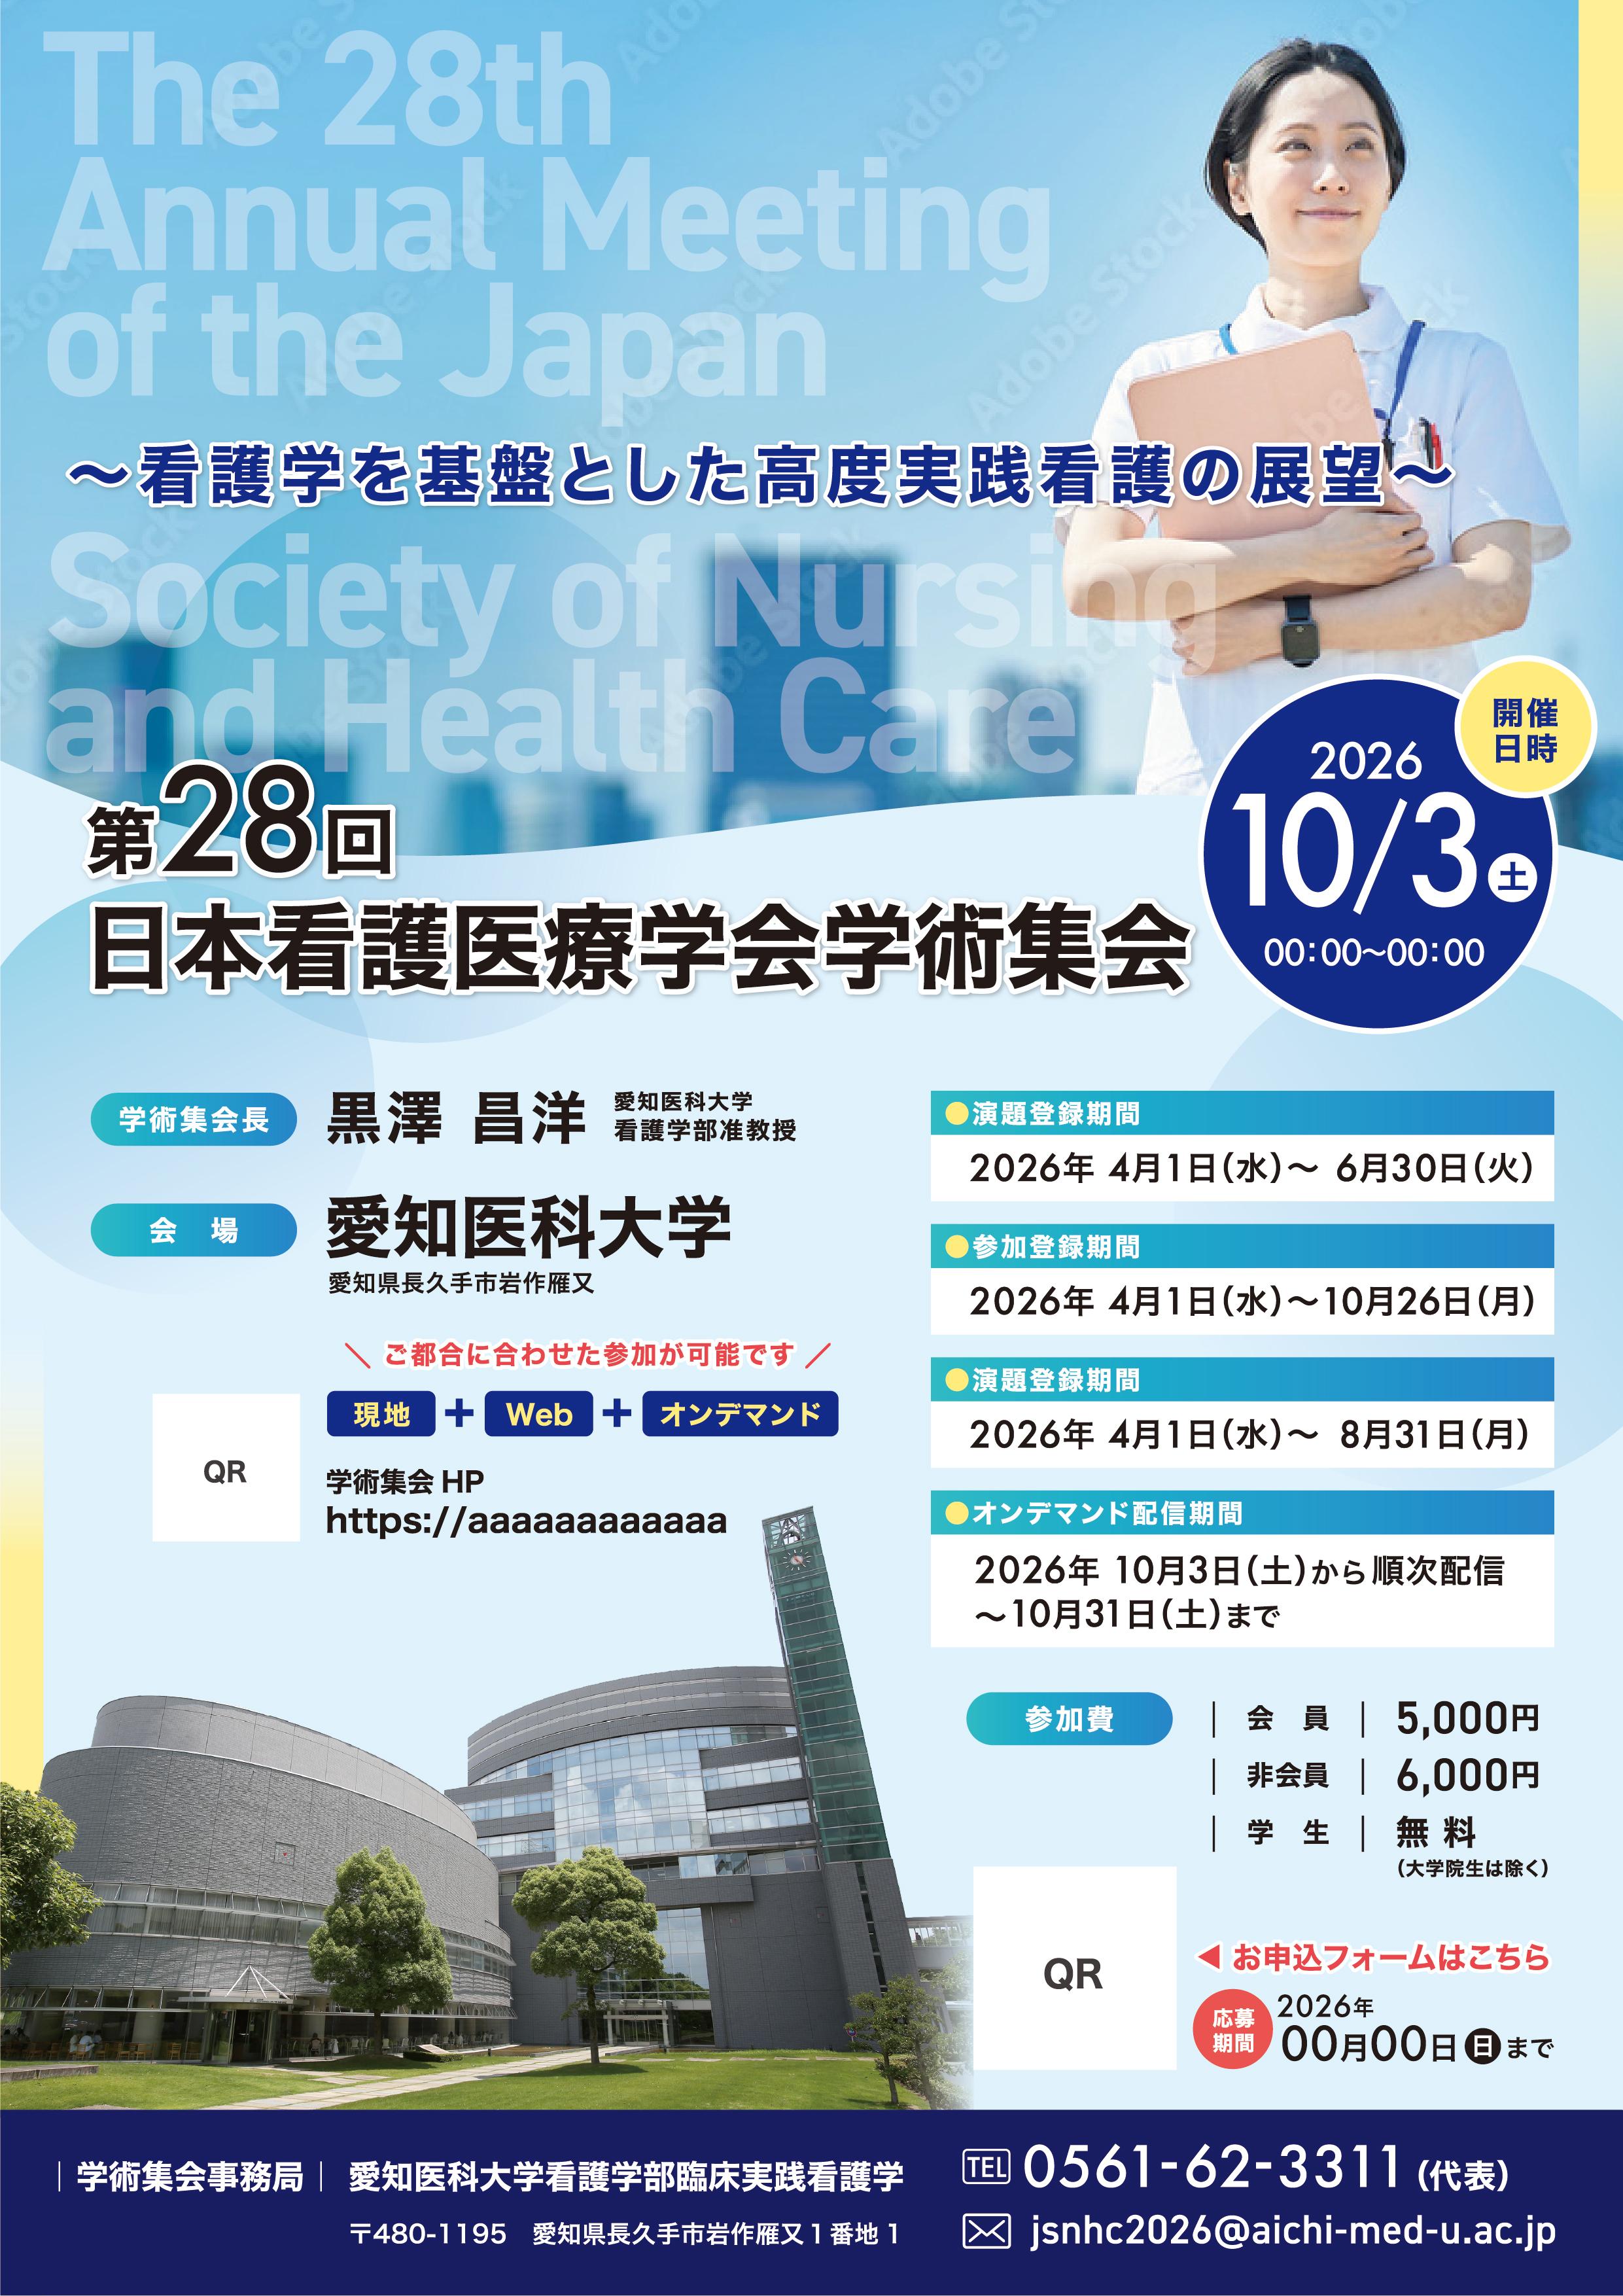 The 28th
Annual Meeting
of the Japan
～看護学を基盤とした高度実践看護の展望～
Society of Nursing
and Health Care
第28回
日本看護医療学会学術集会
開催
日時
2026
10/3土
00:00～00:00
学術集会長
黒澤 昌洋
愛知医科大学
看護学部准教授
会　場
愛知医科大学
愛知県長久手市岩作雁又
＼ ご都合に合わせた参加が可能です ／
現地 + Web + オンデマンド
QR
学術集会 HP
https://aaaaaaaaaaaa
●演題登録期間
2026年 4月1日（水）～ 6月30日（火）
●参加登録期間
2026年 4月1日（水）～10月26日（月）
●演題登録期間
2026年 4月1日（水）～ 8月31日（月）
●オンデマンド配信期間
2026年 10月3日（土）から順次配信
～10月31日（土）まで
参加費
｜ 会　員 ｜ 5,000円
｜ 非会員 ｜ 6,000円
｜ 学　生 ｜ 無 料
（大学院生は除く）
QR
◀ お申込フォームはこちら
応募
期間
2026年
00月00日 日 まで
｜学術集会事務局｜ 愛知医科大学看護学部臨床実践看護学
〒480-1195　愛知県長久手市岩作雁又1番地1
TEL 0561-62-3311（代表）
jsnhc2026@aichi-med-u.ac.jp
Adobe Stock